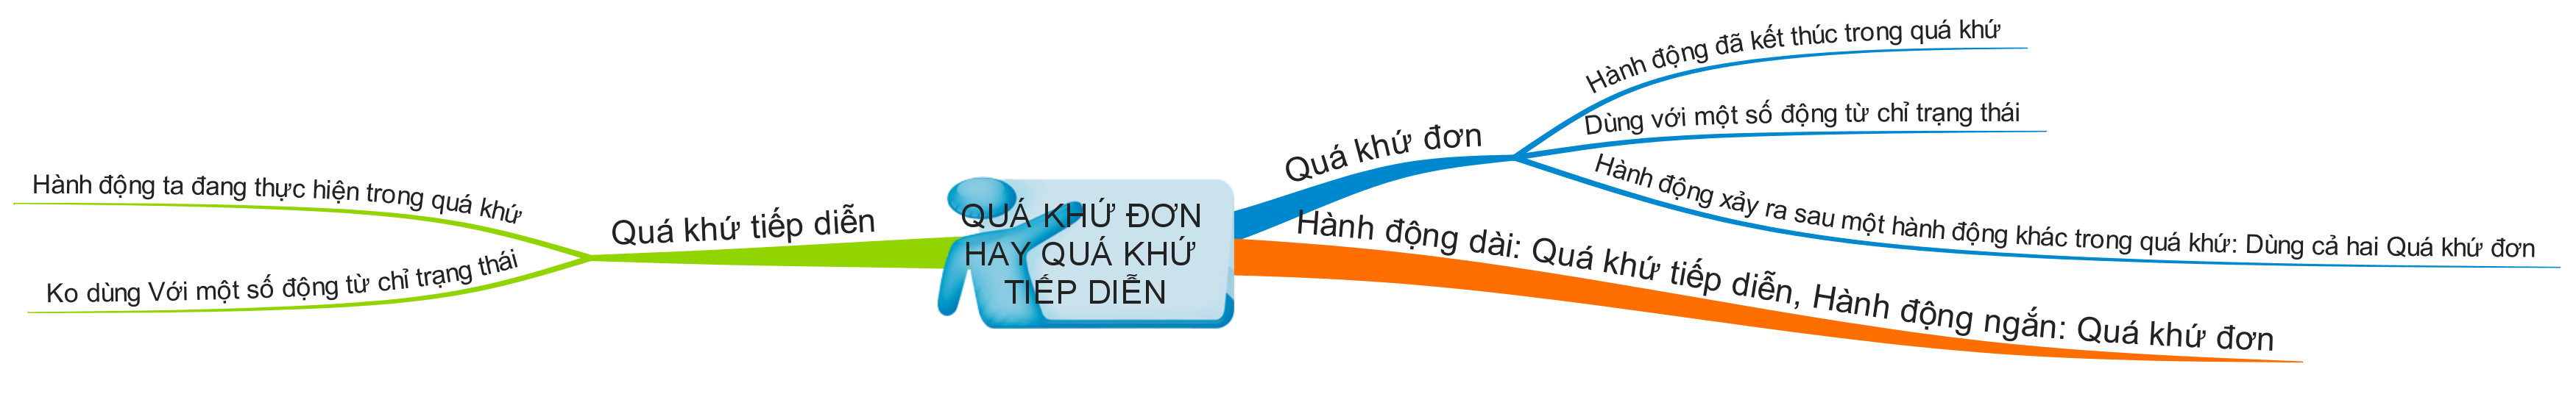 QUÁ KHỨ ĐƠN
HAY QUÁ KHỨ
TIẾP DIỄN
Quá khứ đơn
Hành động đã kết thúc trong quá khứ
Dùng với một số động từ chỉ trạng thái
Hành động xảy ra sau một hành động khác trong quá khứ: Dùng cả hai Quá khứ đơn
Hành động dài: Quá khứ tiếp diễn, Hành động ngắn: Quá khứ đơn
Quá khứ tiếp diễn
Hành động ta đang thực hiện trong quá khứ
Ko dùng Với một số động từ chỉ trạng thái